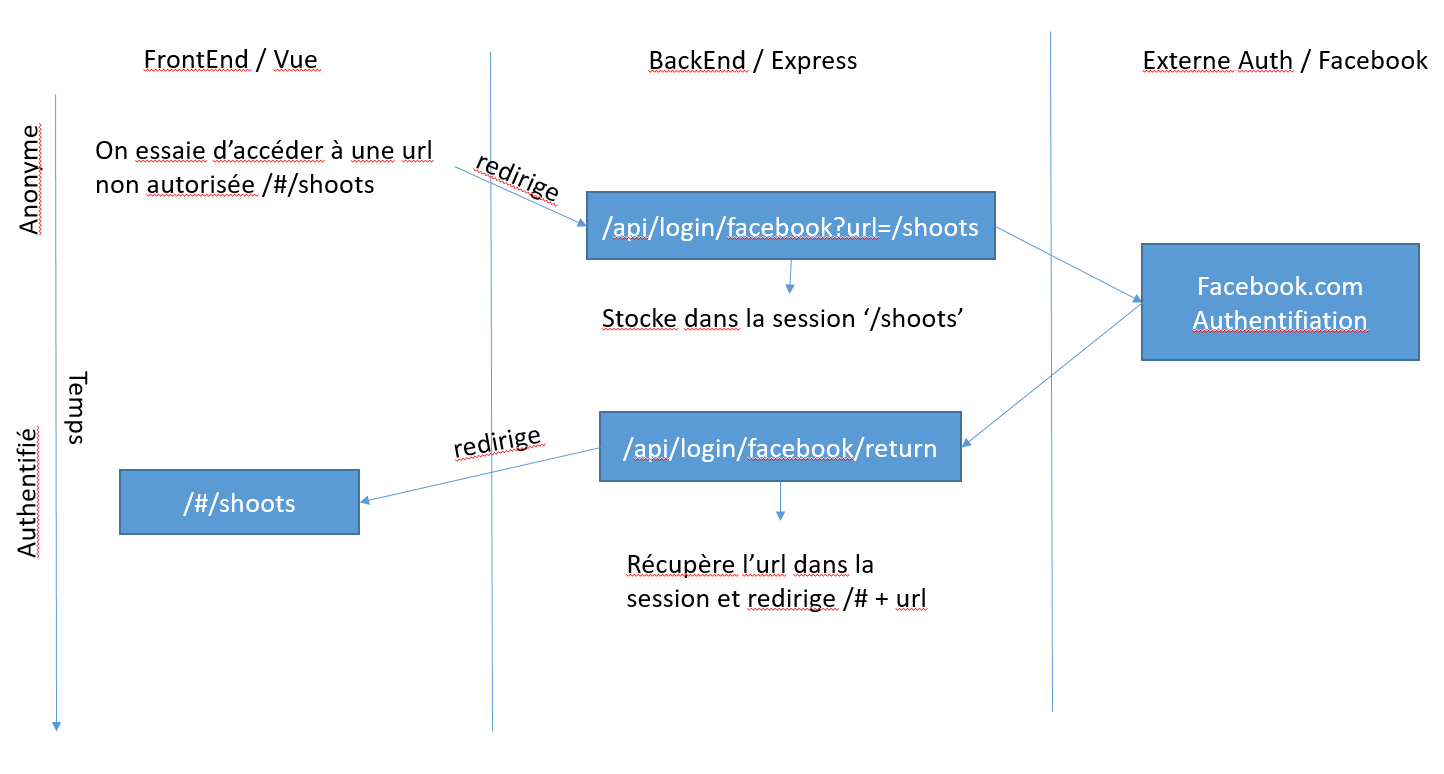 FrontEnd / Vue
BackEnd / Express
Externe Auth / Facebook
Anonyme
On essaie d’accéder à une url
non autorisée /#/shoots
redirige
/api/login/facebook?url=/shoots
Stocke dans la session ‘/shoots’
Facebook.com
Authentifiation
Temps
Authentifié
redirige
/api/login/facebook/return
/#/shoots
Récupère l’url dans la
session et redirige /# + url